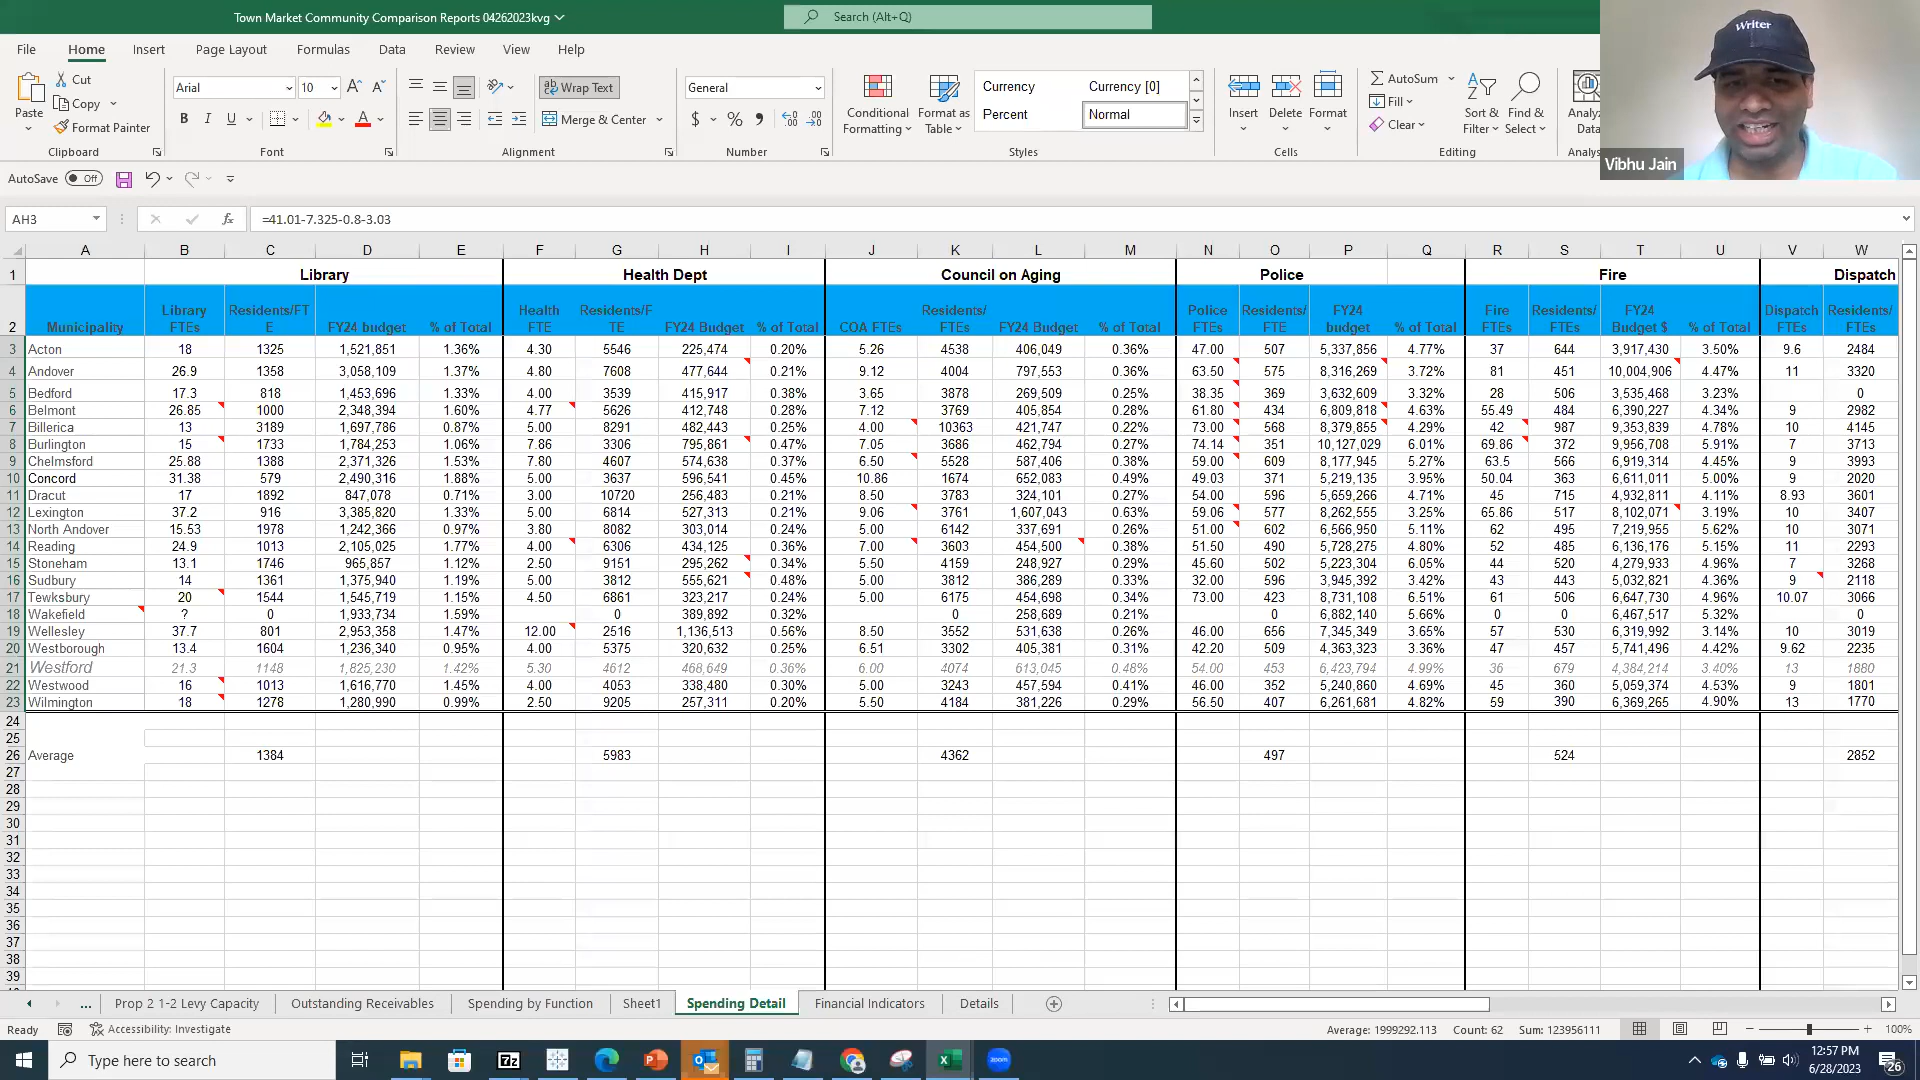 Town Market Community Comparison Reports 04262023kvg
Search (Alt+Q)
Writer
Vibhu Jain
File Home Insert Page Layout Formulas Data Review View Help
Paste
Cut
Copy
Format Painter
Clipboard
Arial 10
B I U
Font
Wrap Text
Merge & Center
Alignment
General
$ % 9
Number
Conditional Formatting
Format as Table
Currency Currency [0]
Percent Normal
Styles
Insert Delete Format
Cells
AutoSum
Fill
Clear
Sort & Filter
Find & Select
Editing
AutoSave Off
AH3 fx =41.01-7.325-0.8-3.03
A B C D E F G H I J K L M N O P Q R S T U V W
1 Library Health Dept Council on Aging Police Fire Dispatch
2 Municipality Library FTEs Residents/FTE FY24 budget % of Total Health FTE Residents/FTE FY24 Budget % of Total COA FTEs Residents/ FTEs FY24 Budget % of Total Police FTEs Residents/ FTE FY24 budget % of Total Fire FTEs Residents/ FTEs FY24 Budget $ % of Total Dispatch FTEs Residents/ FTEs
3 Acton 18 1325 1,521,851 1.36% 4.30 5546 225,474 0.20% 5.26 4538 406,049 0.36% 47.00 507 5,337,856 4.77% 37 644 3,917,430 3.50% 9.6 2484
4 Andover 26.9 1358 3,058,109 1.37% 4.80 7608 477,644 0.21% 9.12 4004 797,553 0.36% 63.50 575 8,316,269 3.72% 81 451 10,004,906 4.47% 11 3320
5 Bedford 17.3 818 1,453,696 1.33% 4.00 3539 415,917 0.38% 3.65 3878 269,509 0.25% 38.35 369 3,632,609 3.32% 28 506 3,535,468 3.23% 0
6 Belmont 26.85 1000 2,348,394 1.60% 4.77 5626 412,748 0.28% 7.12 3769 405,854 0.28% 61.80 434 6,809,818 4.63% 55.49 484 6,390,227 4.34% 9 2982
7 Billerica 13 3189 1,697,786 0.87% 5.00 8291 482,443 0.25% 4.00 10363 421,747 0.22% 73.00 568 8,379,855 4.29% 42 987 9,353,839 4.78% 10 4145
8 Burlington 15 1733 1,784,253 1.06% 7.86 3306 795,861 0.47% 7.05 3686 462,794 0.27% 74.14 351 10,127,029 6.01% 69.86 372 9,956,708 5.91% 7 3713
9 Chelmsford 25.88 1388 2,371,326 1.53% 7.80 4607 574,638 0.37% 6.50 5528 587,406 0.38% 59.00 609 8,177,945 5.27% 63.5 566 6,919,314 4.45% 9 3993
10 Concord 31.38 579 2,490,316 1.88% 5.00 3637 596,541 0.45% 10.86 1674 652,083 0.49% 49.03 371 5,219,135 3.95% 50.04 363 6,611,011 5.00% 9 2020
11 Dracut 17 1892 847,078 0.71% 3.00 10720 256,483 0.21% 8.50 3783 324,101 0.27% 54.00 596 5,659,266 4.71% 45 715 4,932,811 4.11% 8.93 3601
12 Lexington 37.2 916 3,385,820 1.33% 5.00 6814 527,313 0.21% 9.06 3761 1,607,043 0.63% 59.06 577 8,262,555 3.25% 65.86 517 8,102,071 3.19% 10 3407
13 North Andover 15.53 1978 1,242,366 0.97% 3.80 8082 303,014 0.24% 5.00 6142 337,691 0.26% 51.00 602 6,566,950 5.11% 62 495 7,219,955 5.62% 10 3071
14 Reading 24.9 1013 2,105,025 1.77% 4.00 6306 434,125 0.36% 7.00 3603 454,500 0.38% 51.50 490 5,728,275 4.80% 52 485 6,136,176 5.15% 11 2293
15 Stoneham 13.1 1746 965,857 1.12% 2.50 9151 295,262 0.34% 5.50 4159 248,927 0.29% 45.60 502 5,223,304 6.05% 44 520 4,279,933 4.96% 7 3268
16 Sudbury 14 1361 1,375,940 1.19% 5.00 3812 555,621 0.48% 5.00 3812 386,289 0.33% 32.00 596 3,945,392 3.42% 43 443 5,032,821 4.36% 9 2118
17 Tewksbury 20 1544 1,545,719 1.15% 4.50 6861 323,217 0.24% 5.00 6175 454,698 0.34% 73.00 423 8,731,108 6.51% 61 506 6,647,730 4.96% 10.07 3066
18 Wakefield ? 0 1,933,734 1.59% 0 389,892 0.32% 0 258,689 0.21% 0 6,882,140 5.66% 0 0 6,467,517 5.32% 0
19 Wellesley 37.7 801 2,953,358 1.47% 12.00 2516 1,136,513 0.56% 8.50 3552 531,638 0.26% 46.00 656 7,345,349 3.65% 57 530 6,319,992 3.14% 10 3019
20 Westborough 13.4 1604 1,236,340 0.95% 4.00 5375 320,632 0.25% 6.51 3302 405,381 0.31% 42.20 509 4,363,323 3.36% 47 457 5,741,496 4.42% 9.62 2235
21 Westford 21.3 1148 1,825,230 1.42% 5.30 4612 468,649 0.36% 6.00 4074 613,045 0.48% 54.00 453 6,423,794 4.99% 36 679 4,384,214 3.40% 13 1880
22 Westwood 16 1013 1,616,770 1.45% 4.00 4053 338,480 0.30% 5.00 3243 457,594 0.41% 46.00 352 5,240,860 4.69% 45 360 5,059,374 4.53% 9 1801
23 Wilmington 18 1278 1,280,990 0.99% 2.50 9205 257,311 0.20% 5.50 4184 381,226 0.29% 56.50 407 6,261,681 4.82% 59 390 6,369,265 4.90% 13 1770
24
25
26 Average 1384 5983 4362 497 524 2852
27
28
29
30
31
32
33
34
35
36
37
38
39
... Prop 2 1-2 Levy Capacity Outstanding Receivables Spending by Function Sheet1 Spending Detail Financial Indicators Details
Ready Accessibility: Investigate Average: 1999292.113 Count: 62 Sum: 123956111 100%
Type here to search
7z
zoom
12:57 PM
6/28/2023
26